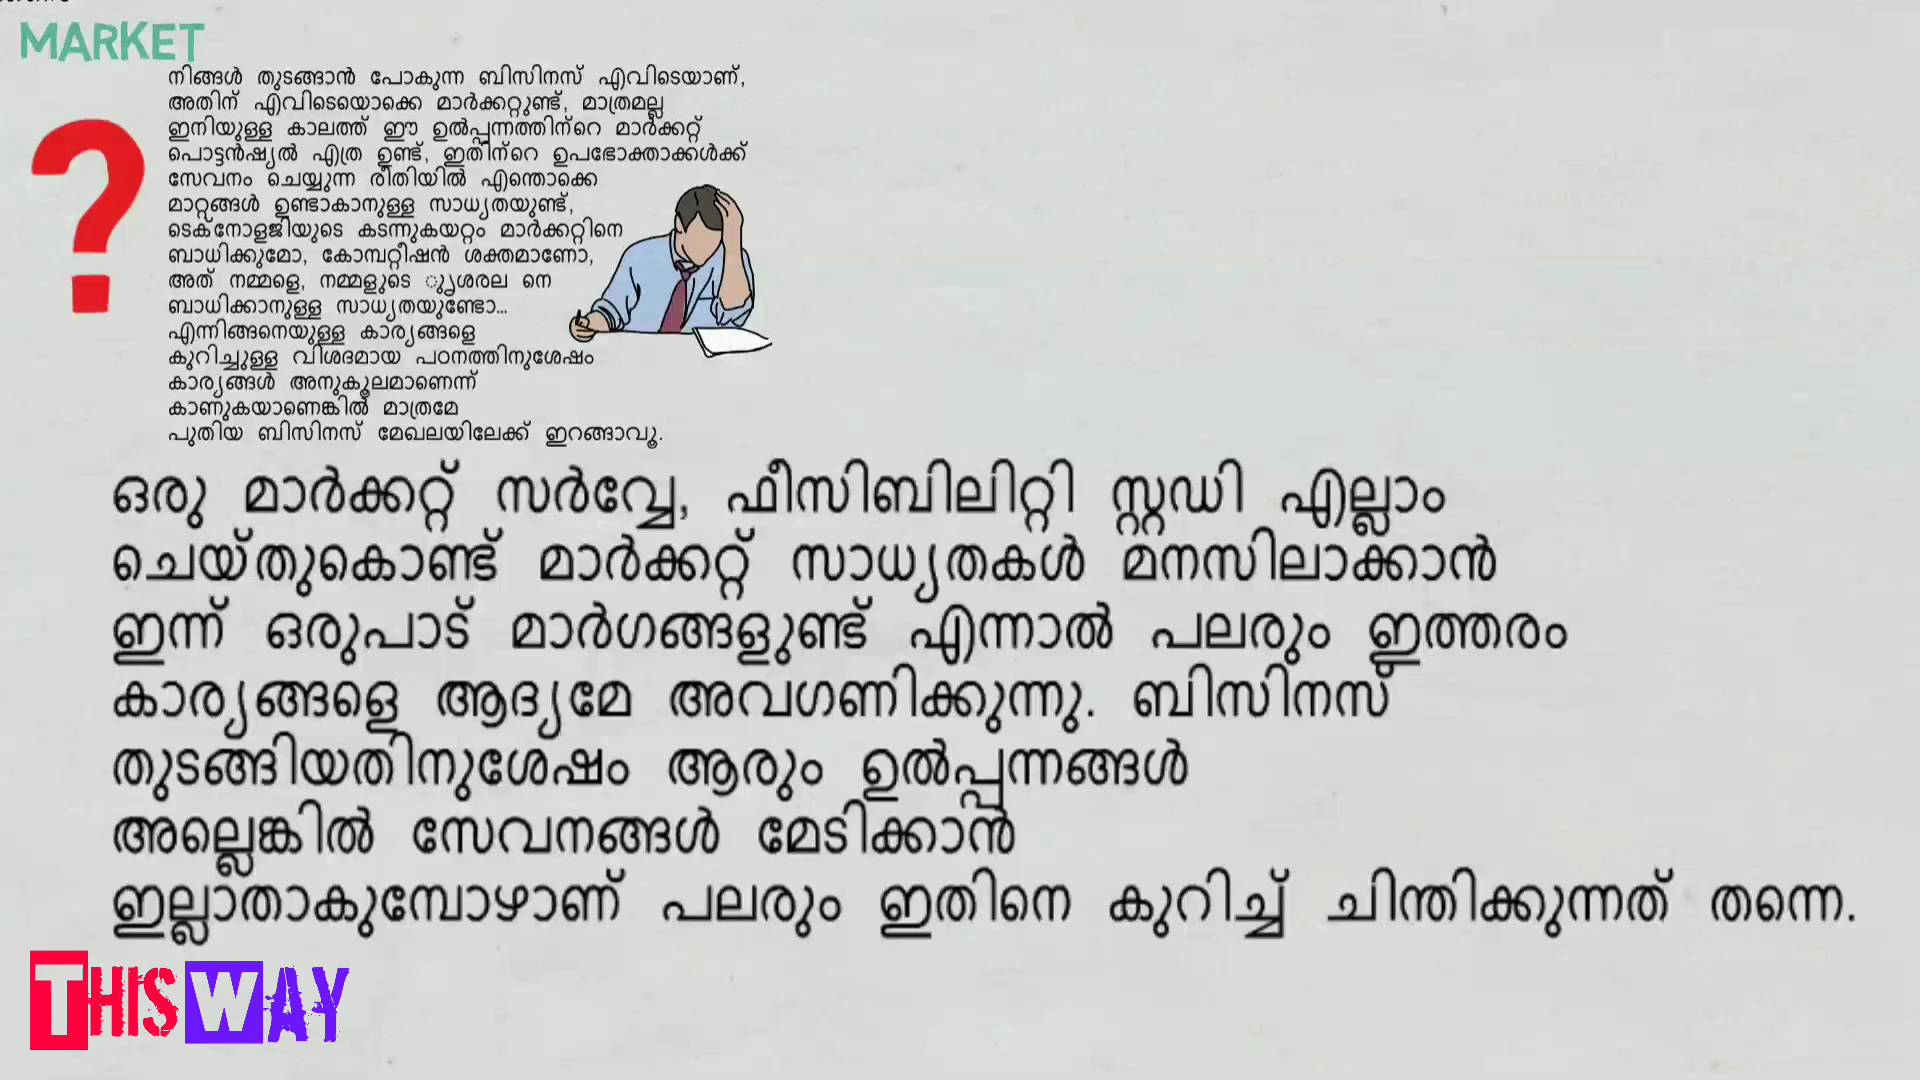 MARKET
നിങ്ങൾ തുടങ്ങാൻ പോകുന്ന ബിസിനസ് എവിടെയാണ്,
അതിന് എവിടെയൊക്കെ മാർക്കറ്റുണ്ട്, മാത്രമല്ല
ഇനിയുള്ള കാലത്ത് ഈ ഉൽപ്പന്നത്തിന്റെ മാർക്കറ്റ്
പൊട്ടൻഷ്യൽ എത്ര ഉണ്ട്, ഇതിന്റെ ഉപഭോക്താക്കൾക്ക്
സേവനം ചെയ്യുന്ന രീതിയിൽ എന്തൊക്കെ
മാറ്റങ്ങൾ ഉണ്ടാകാനുള്ള സാധ്യതയുണ്ട്,
ടെക്നോളജിയുടെ കടന്നുകയറ്റം മാർക്കറ്റിനെ
ബാധിക്കുമോ, കോമ്പറ്റീഷൻ ശക്തമാണോ,
അത് നമ്മളെ, നമ്മളുടെ നെ
ബാധിക്കാനുള്ള സാധ്യതയുണ്ടോ...
എന്നിങ്ങനെയുള്ള കാര്യങ്ങളെ
കുറിച്ചുള്ള വിശദമായ പഠനത്തിനുശേഷം
കാര്യങ്ങൾ അനുകൂലമാണെന്ന്
കാണുകയാണെങ്കിൽ മാത്രമേ
പുതിയ ബിസിനസ് മേഖലയിലേക്ക് ഇറങ്ങാവൂ.
?
ഒരു മാർക്കറ്റ് സർവ്വേ, ഫീസിബിലിറ്റി സ്റ്റഡി എല്ലാം
ചെയ്തുകൊണ്ട് മാർക്കറ്റ് സാധ്യതകൾ മനസിലാക്കാൻ
ഇന്ന് ഒരുപാട് മാർഗങ്ങളുണ്ട് എന്നാൽ പലരും ഇത്തരം
കാര്യങ്ങളെ ആദ്യമേ അവഗണിക്കുന്നു. ബിസിനസ്
തുടങ്ങിയതിനുശേഷം ആരും ഉൽപ്പന്നങ്ങൾ
അല്ലെങ്കിൽ സേവനങ്ങൾ മേടിക്കാൻ
ഇല്ലാതാകുമ്പോഴാണ് പലരും ഇതിനെ കുറിച്ച് ചിന്തിക്കുന്നത് തന്നെ.
THIS WAY